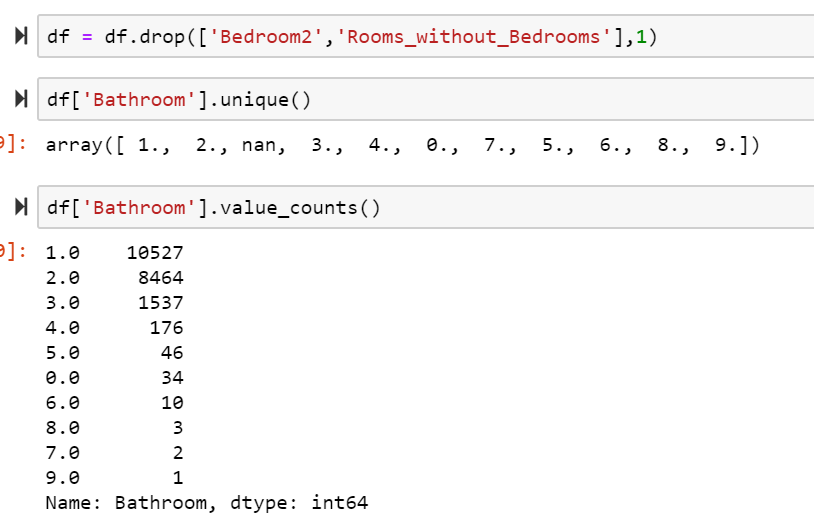 df = df.drop(['Bedroom2','Rooms_without_Bedrooms'],1)
df['Bathroom'].unique()
]: array([ 1.,  2., nan,  3.,  4.,  0.,  7.,  5.,  6.,  8.,  9.])
df['Bathroom'].value_counts()
]: 1.0    10527
2.0     8464
3.0     1537
4.0      176
5.0       46
0.0       34
6.0       10
8.0        3
7.0        2
9.0        1
Name: Bathroom, dtype: int64